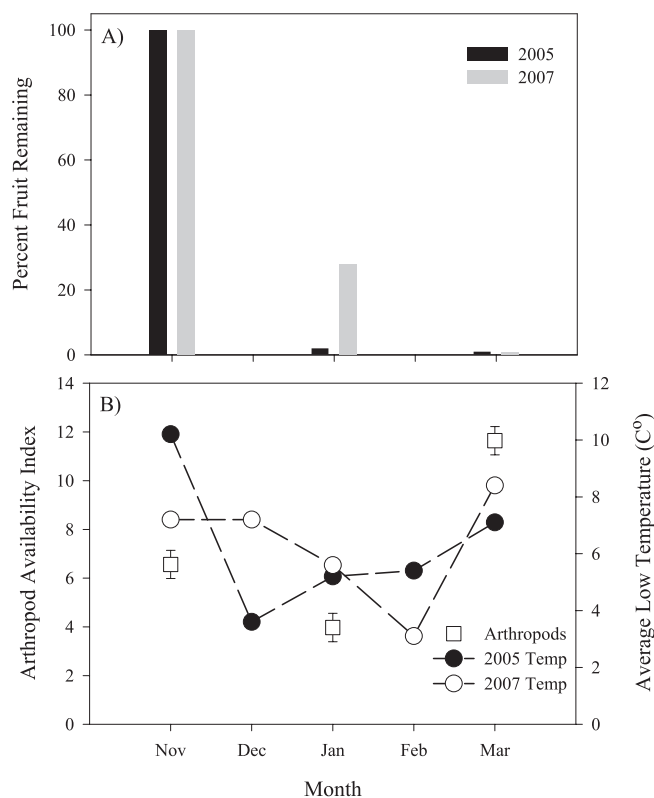 A)
2005
2007
100
80
60
40
20
0
Percent Fruit Remaining
B)
14
12
10
8
6
4
2
0
Arthropod Availability Index
12
10
8
6
4
2
0
Average Low Temperature (C°)
Arthropods
2005 Temp
2007 Temp
Nov Dec Jan Feb Mar
Month